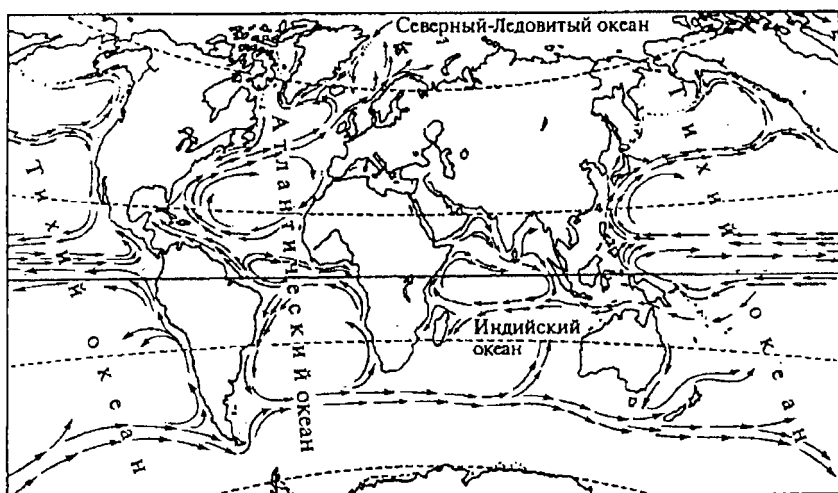 Северный-Ледовитый океан
Тихий океан
Атлантический океан
Индийский
океан
Тихий океан